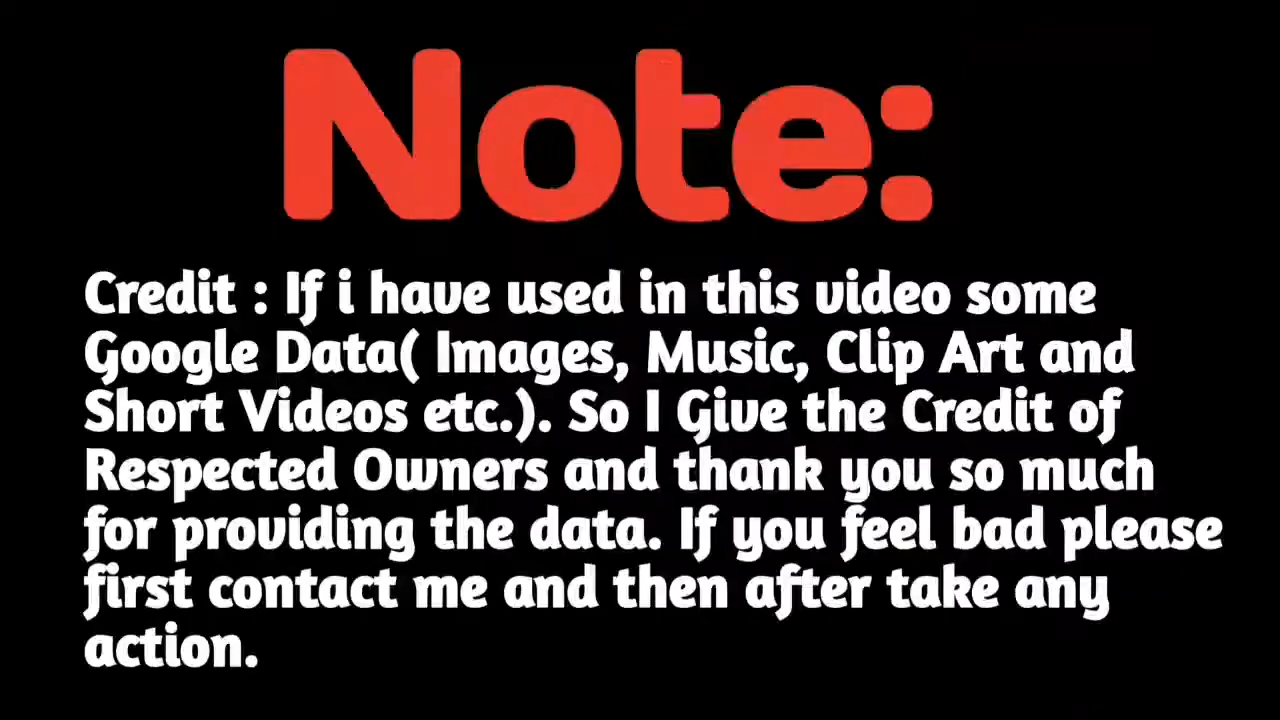 Note:
Credit : If i have used in this video some
Google Data( Images, Music, Clip Art and
Short Videos etc.). So I Give the Credit of
Respected Owners and thank you so much
for providing the data. If you feel bad please
first contact me and then after take any
action.